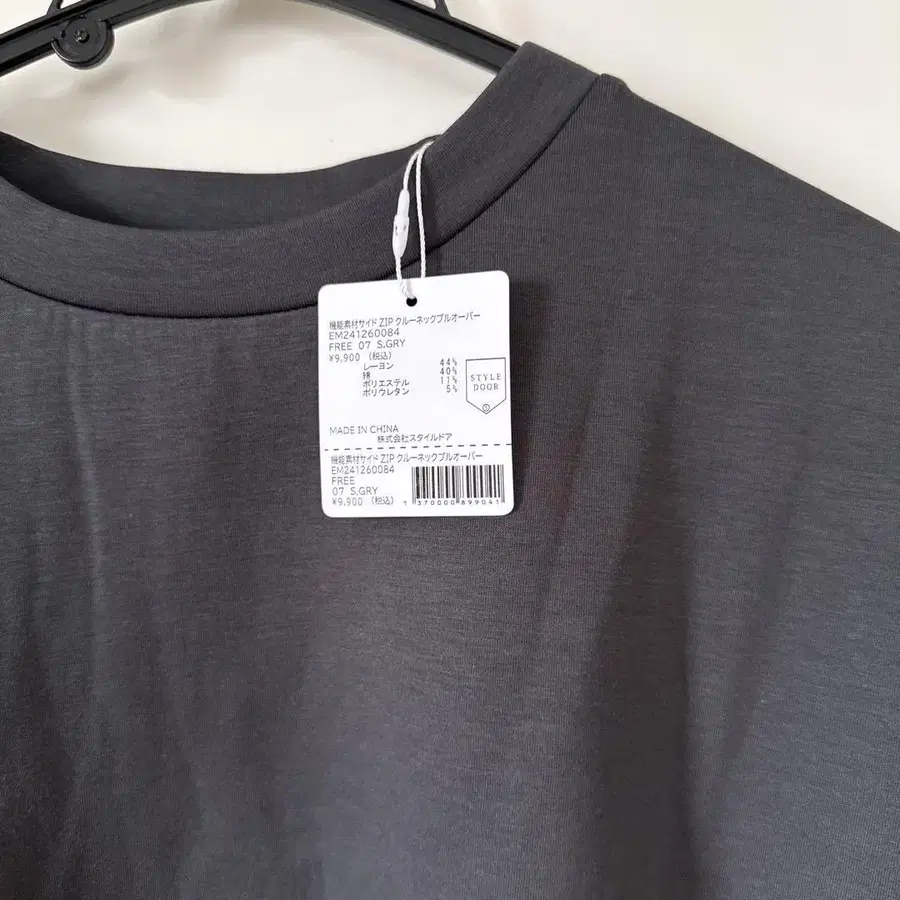 機能素材サイド ZIP クルーネックプルオーバー
EM241260084
FREE 07 S.GRY
¥9,900 (税込)
レーヨン 44%
綿 40%
ポリエステル 11%
ポリウレタン 5%
STYLE
DOOR
MADE IN CHINA
株式会社スタイルドア
機能素材サイド ZIP クルーネックプルオーバー
EM241260084
FREE
07 S.GRY
¥9,900 (税込)
1 370000 899041